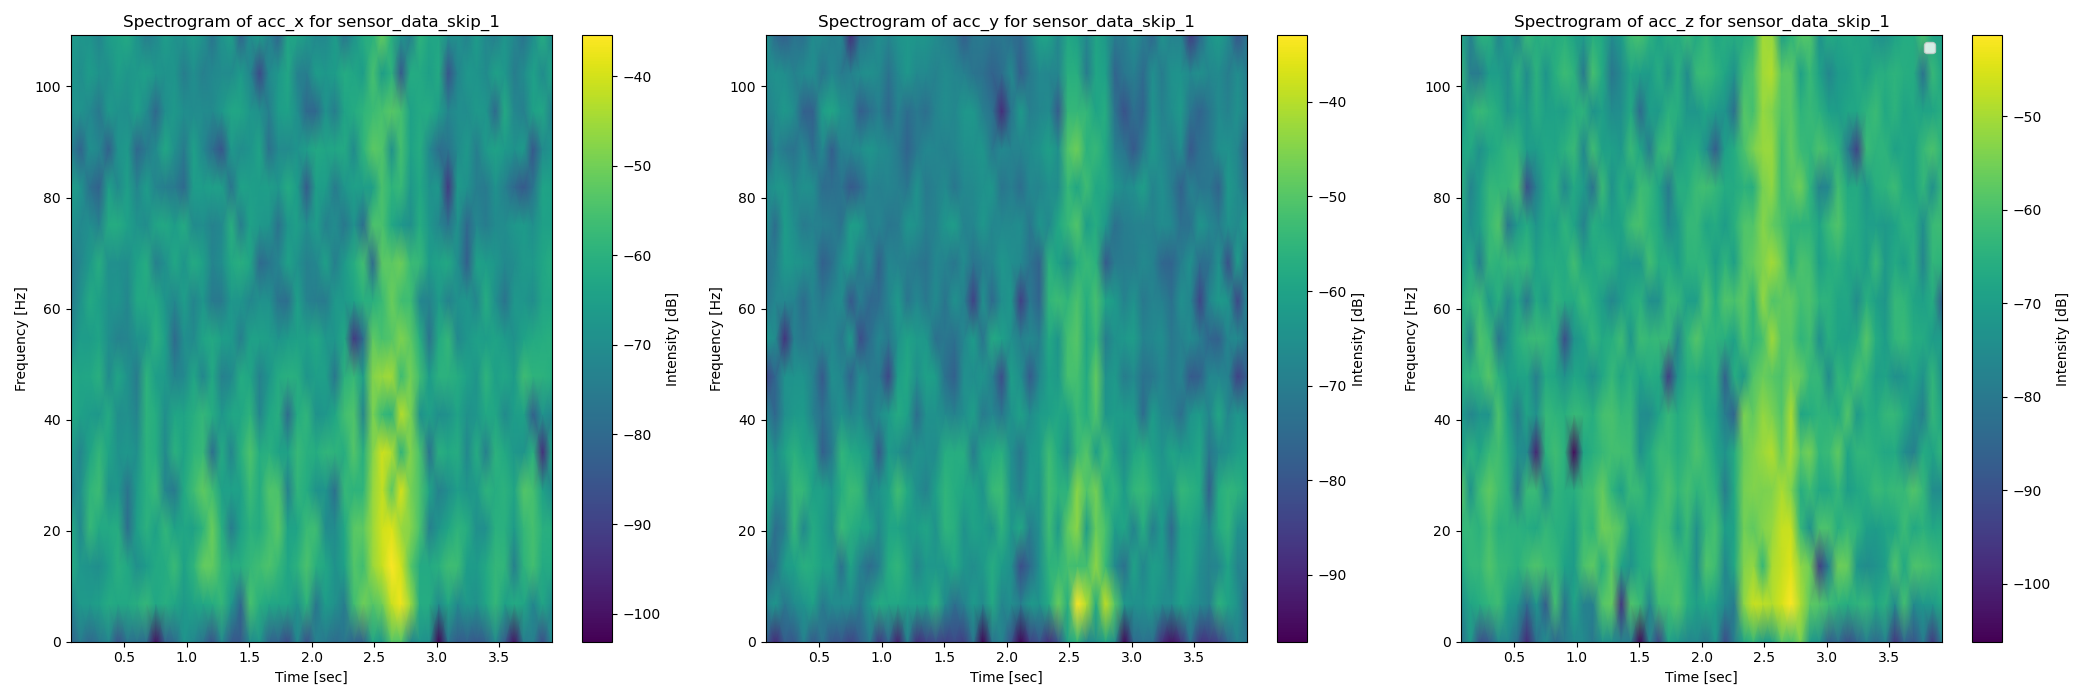 Spectrogram of acc_x for sensor_data_skip_1
Frequency [Hz]
100
80
60
40
20
0
0.5 1.0 1.5 2.0 2.5 3.0 3.5
Time [sec]
−40
−50
−60
−70
−80
−90
−100
Intensity [dB]
Spectrogram of acc_y for sensor_data_skip_1
Frequency [Hz]
100
80
60
40
20
0
0.5 1.0 1.5 2.0 2.5 3.0 3.5
Time [sec]
−40
−50
−60
−70
−80
−90
Intensity [dB]
Spectrogram of acc_z for sensor_data_skip_1
Frequency [Hz]
100
80
60
40
20
0
0.5 1.0 1.5 2.0 2.5 3.0 3.5
Time [sec]
−50
−60
−70
−80
−90
−100
Intensity [dB]